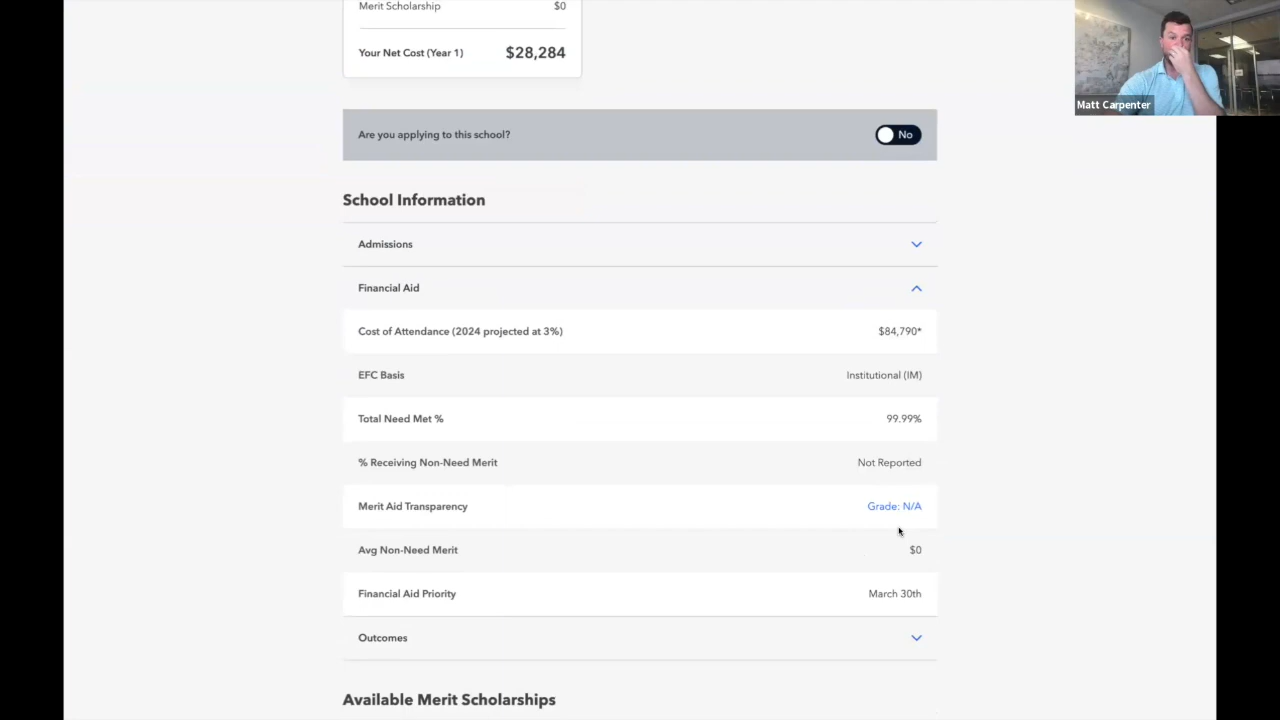 Merit Scholarship $0
Your Net Cost (Year 1) $28,284
Matt Carpenter
Are you applying to this school? No
School Information
Admissions
Financial Aid
Cost of Attendance (2024 projected at 3%) $84,790*
EFC Basis Institutional (IM)
Total Need Met % 99.99%
% Receiving Non-Need Merit Not Reported
Merit Aid Transparency Grade: N/A
Avg Non-Need Merit $0
Financial Aid Priority March 30th
Outcomes
Available Merit Scholarships